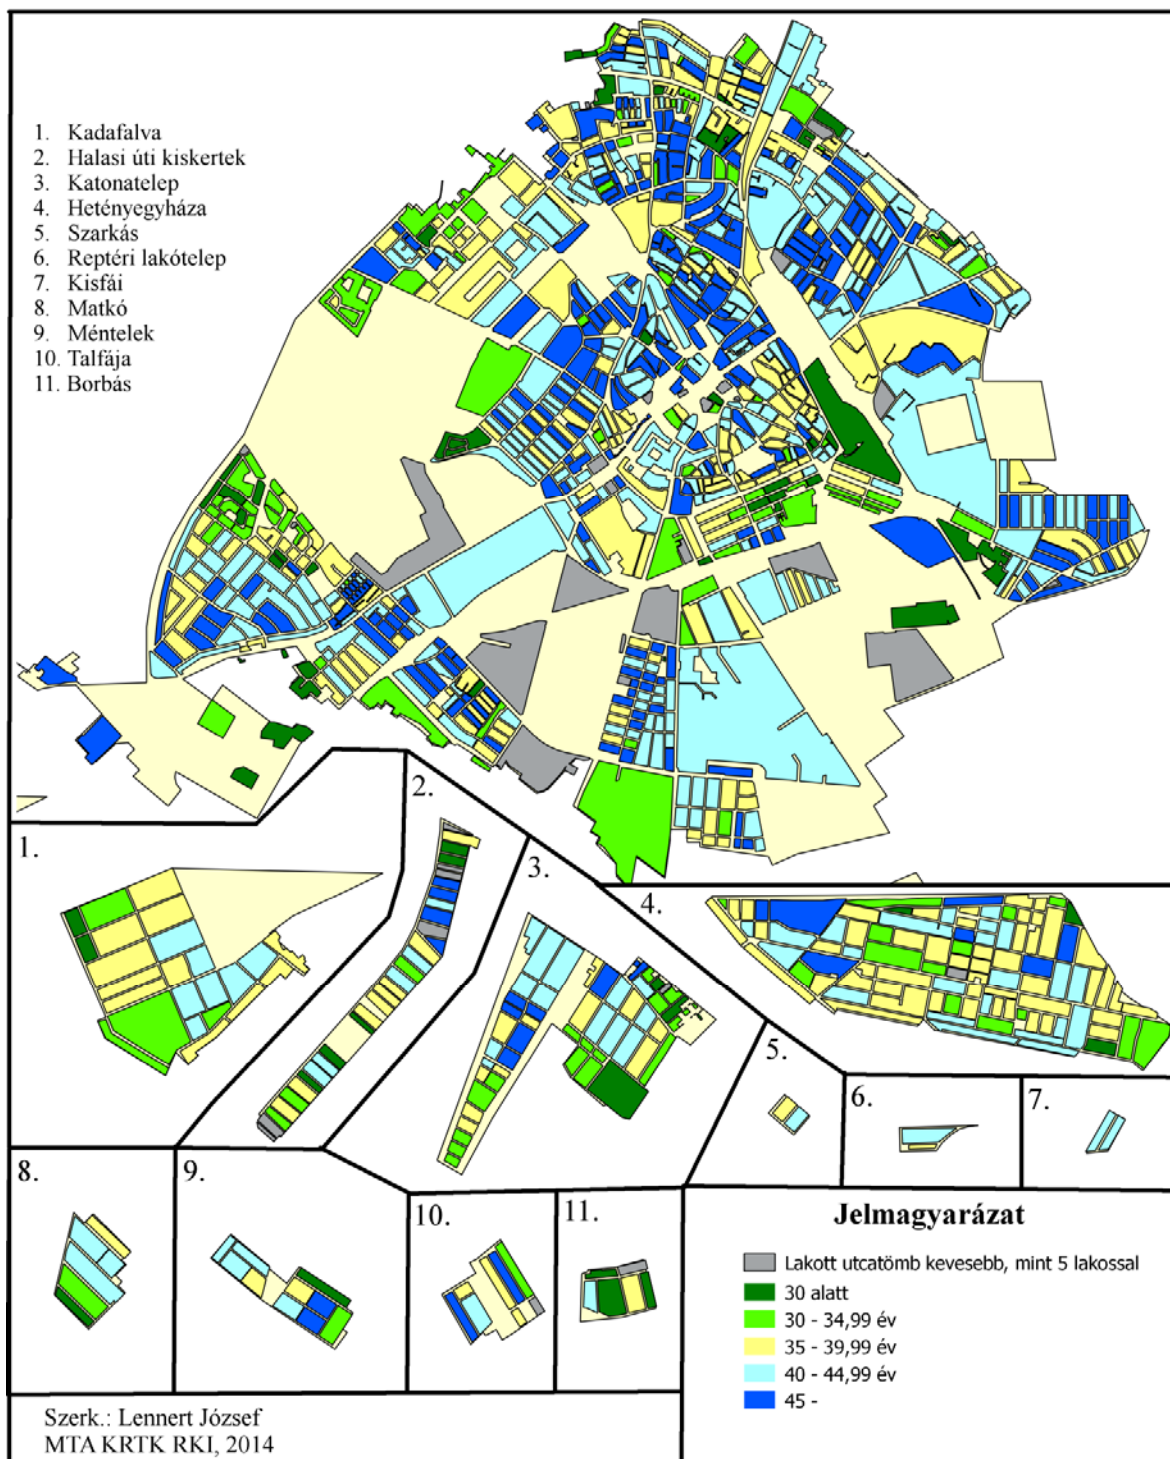 1. Kadafalva
2. Halasi úti kiskertek
3. Katonatelep
4. Hetényegyháza
5. Szarkás
6. Reptéri lakótelep
7. Kisfái
8. Matkó
9. Méntelek
10. Talfája
11. Borbás
1.
2.
3.
4.
5.
6.
7.
8.
9.
10.
11.
Jelmagyarázat
Lakott utcatömb kevesebb, mint 5 lakossal
30 alatt
30 - 34,99 év
35 - 39,99 év
40 - 44,99 év
45 -
Szerk.: Lennert József
MTA KRTK RKI, 2014